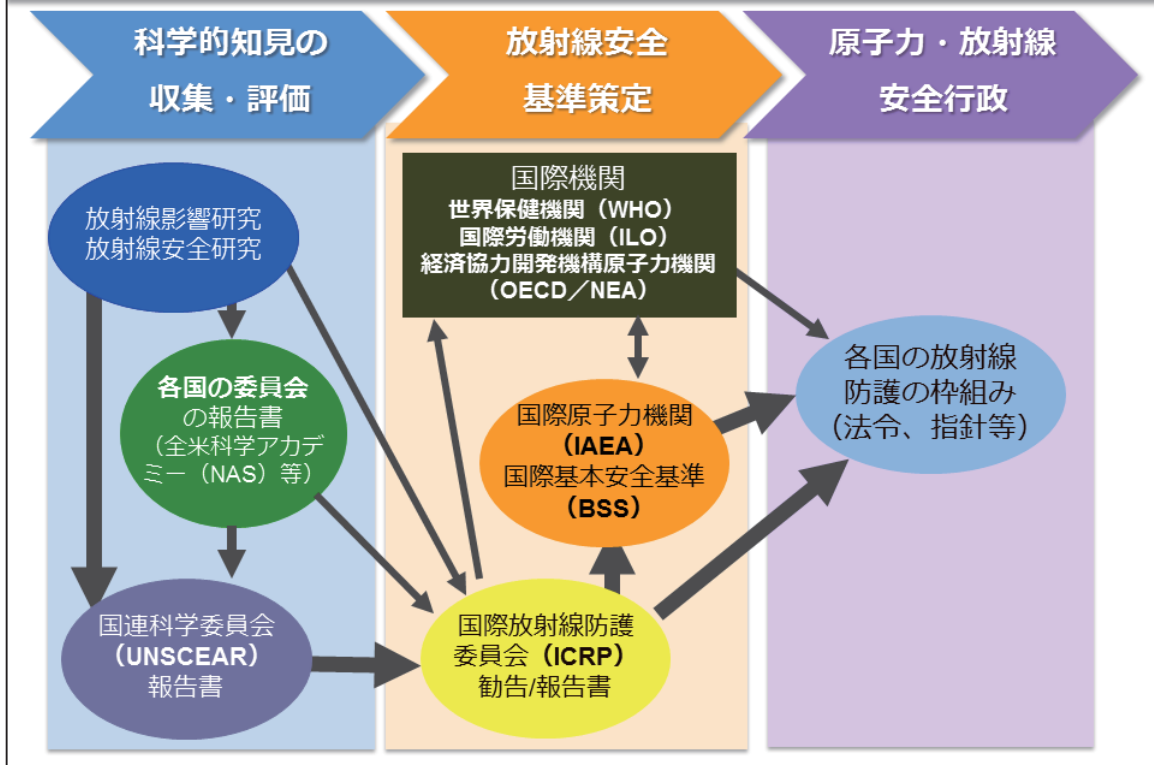 科学的知見の
収集・評価
放射線安全
基準策定
原子力・放射線
安全行政
放射線影響研究
放射線安全研究
各国の委員会
の報告書
（全米科学アカデ
ミー（NAS）等）
国連科学委員会
（UNSCEAR）
報告書
国際機関
世界保健機関（WHO）
国際労働機関（ILO）
経済協力開発機構原子力機関
（OECD／NEA）
国際原子力機関
（IAEA）
国際基本安全基準
（BSS）
国際放射線防護
委員会（ICRP）
勧告/報告書
各国の放射線
防護の枠組み
（法令、指針等）